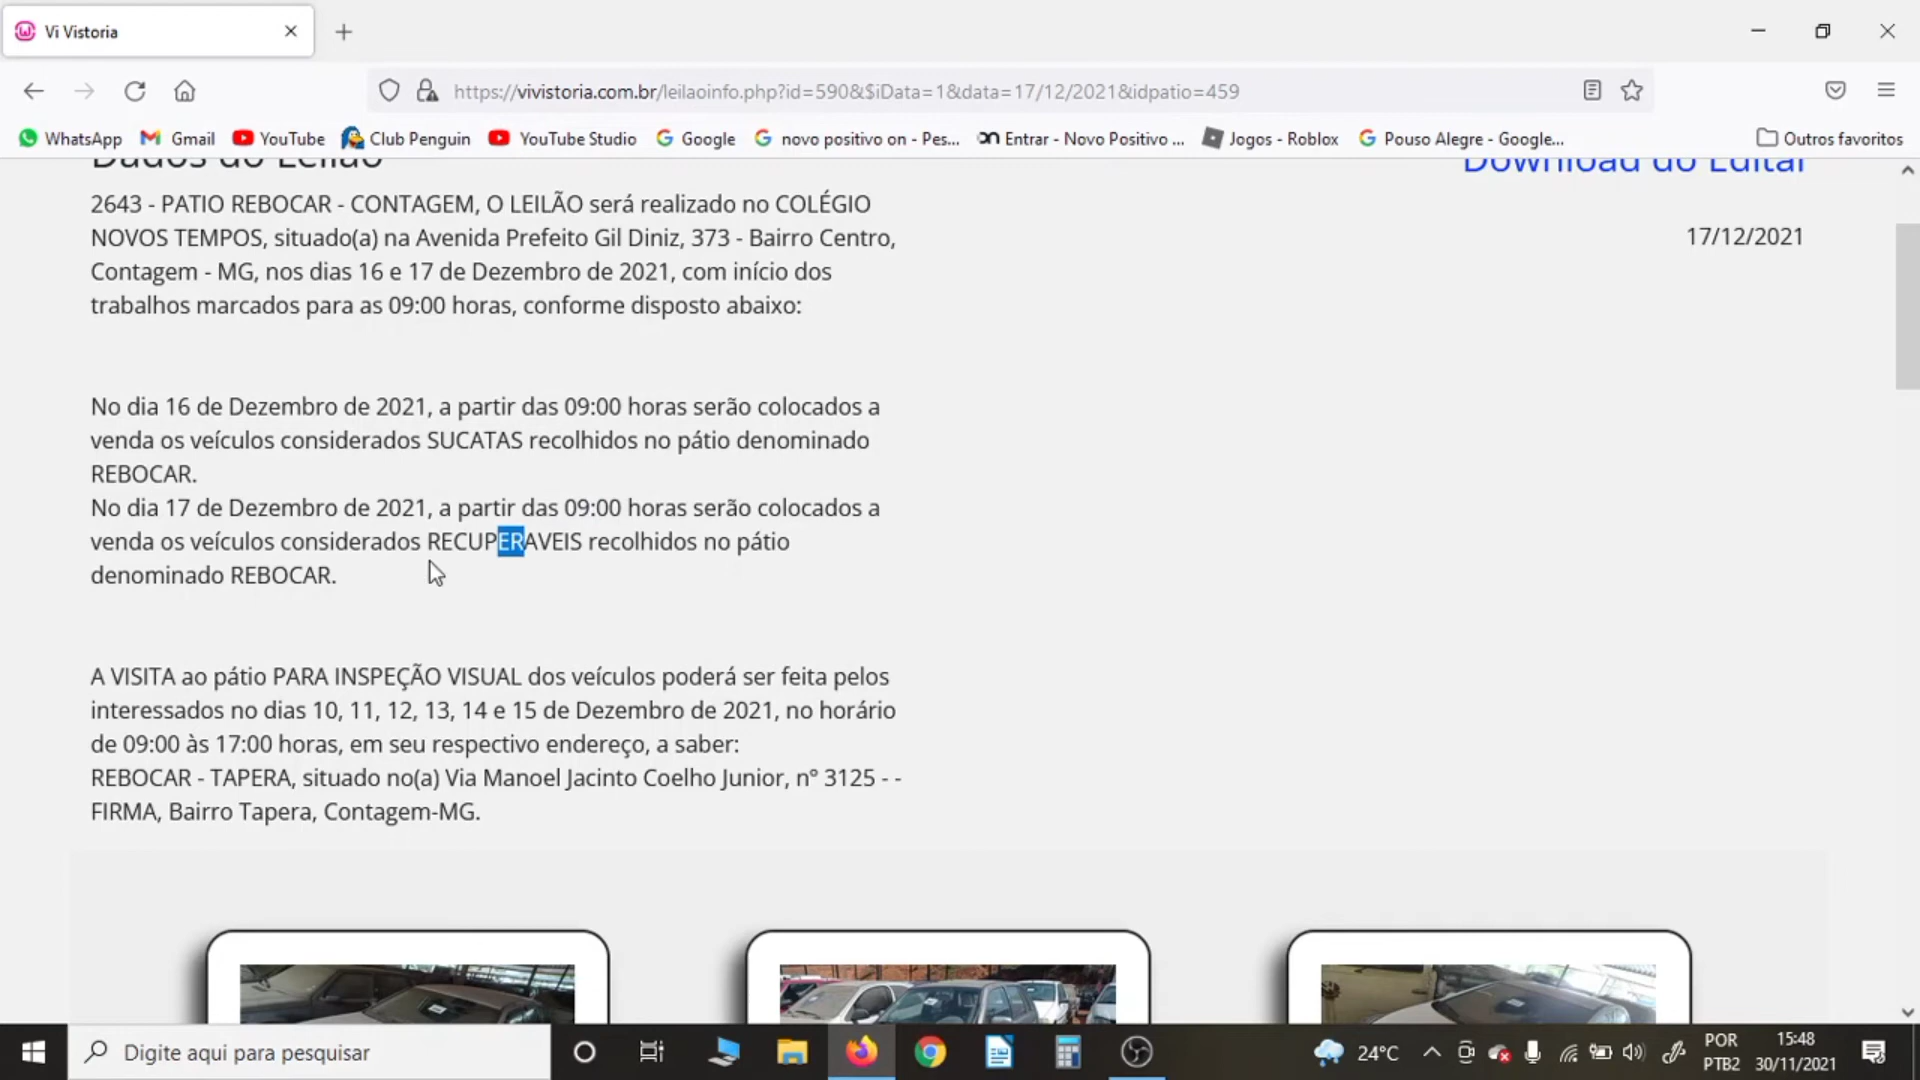 Vi Vistoria
https://vivistoria.com.br/leilaoinfo.php?id=590&$iData=1&data=17/12/2021&idpatio=459
WhatsApp
Gmail
YouTube
Club Penguin
YouTube Studio
Google
novo positivo on - Pes...
Entrar - Novo Positivo ...
Jogos - Roblox
Pouso Alegre - Google...
Outros favoritos
Dados do Leilão
Download do Edital
2643 - PATIO REBOCAR - CONTAGEM, O LEILÃO será realizado no COLÉGIO
NOVOS TEMPOS, situado(a) na Avenida Prefeito Gil Diniz, 373 - Bairro Centro,
17/12/2021
Contagem - MG, nos dias 16 e 17 de Dezembro de 2021, com início dos
trabalhos marcados para as 09:00 horas, conforme disposto abaixo:
No dia 16 de Dezembro de 2021, a partir das 09:00 horas serão colocados a
venda os veículos considerados SUCATAS recolhidos no pátio denominado
REBOCAR.
No dia 17 de Dezembro de 2021, a partir das 09:00 horas serão colocados a
venda os veículos considerados RECUPERAVEIS recolhidos no pátio
denominado REBOCAR.
A VISITA ao pátio PARA INSPEÇÃO VISUAL dos veículos poderá ser feita pelos
interessados no dias 10, 11, 12, 13, 14 e 15 de Dezembro de 2021, no horário
de 09:00 às 17:00 horas, em seu respectivo endereço, a saber:
REBOCAR - TAPERA, situado no(a) Via Manoel Jacinto Coelho Junior, nº 3125 - -
FIRMA, Bairro Tapera, Contagem-MG.
Digite aqui para pesquisar
24°C
POR
PTB2
15:48
30/11/2021